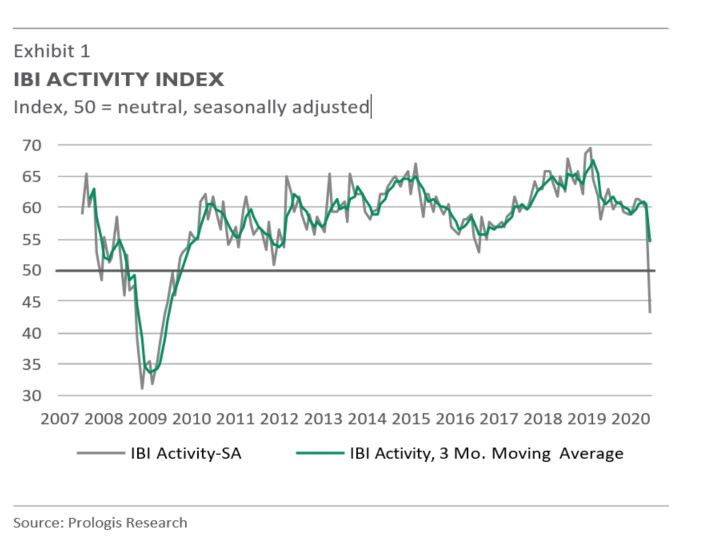 Exhibit 1
IBI ACTIVITY INDEX
Index, 50 = neutral, seasonally adjusted
70
65
60
55
50
45
40
35
30
2007 2008 2009 2010 2011 2012 2013 2014 2015 2016 2017 2018 2019 2020
IBI Activity-SA IBI Activity, 3 Mo. Moving Average
Source: Prologis Research